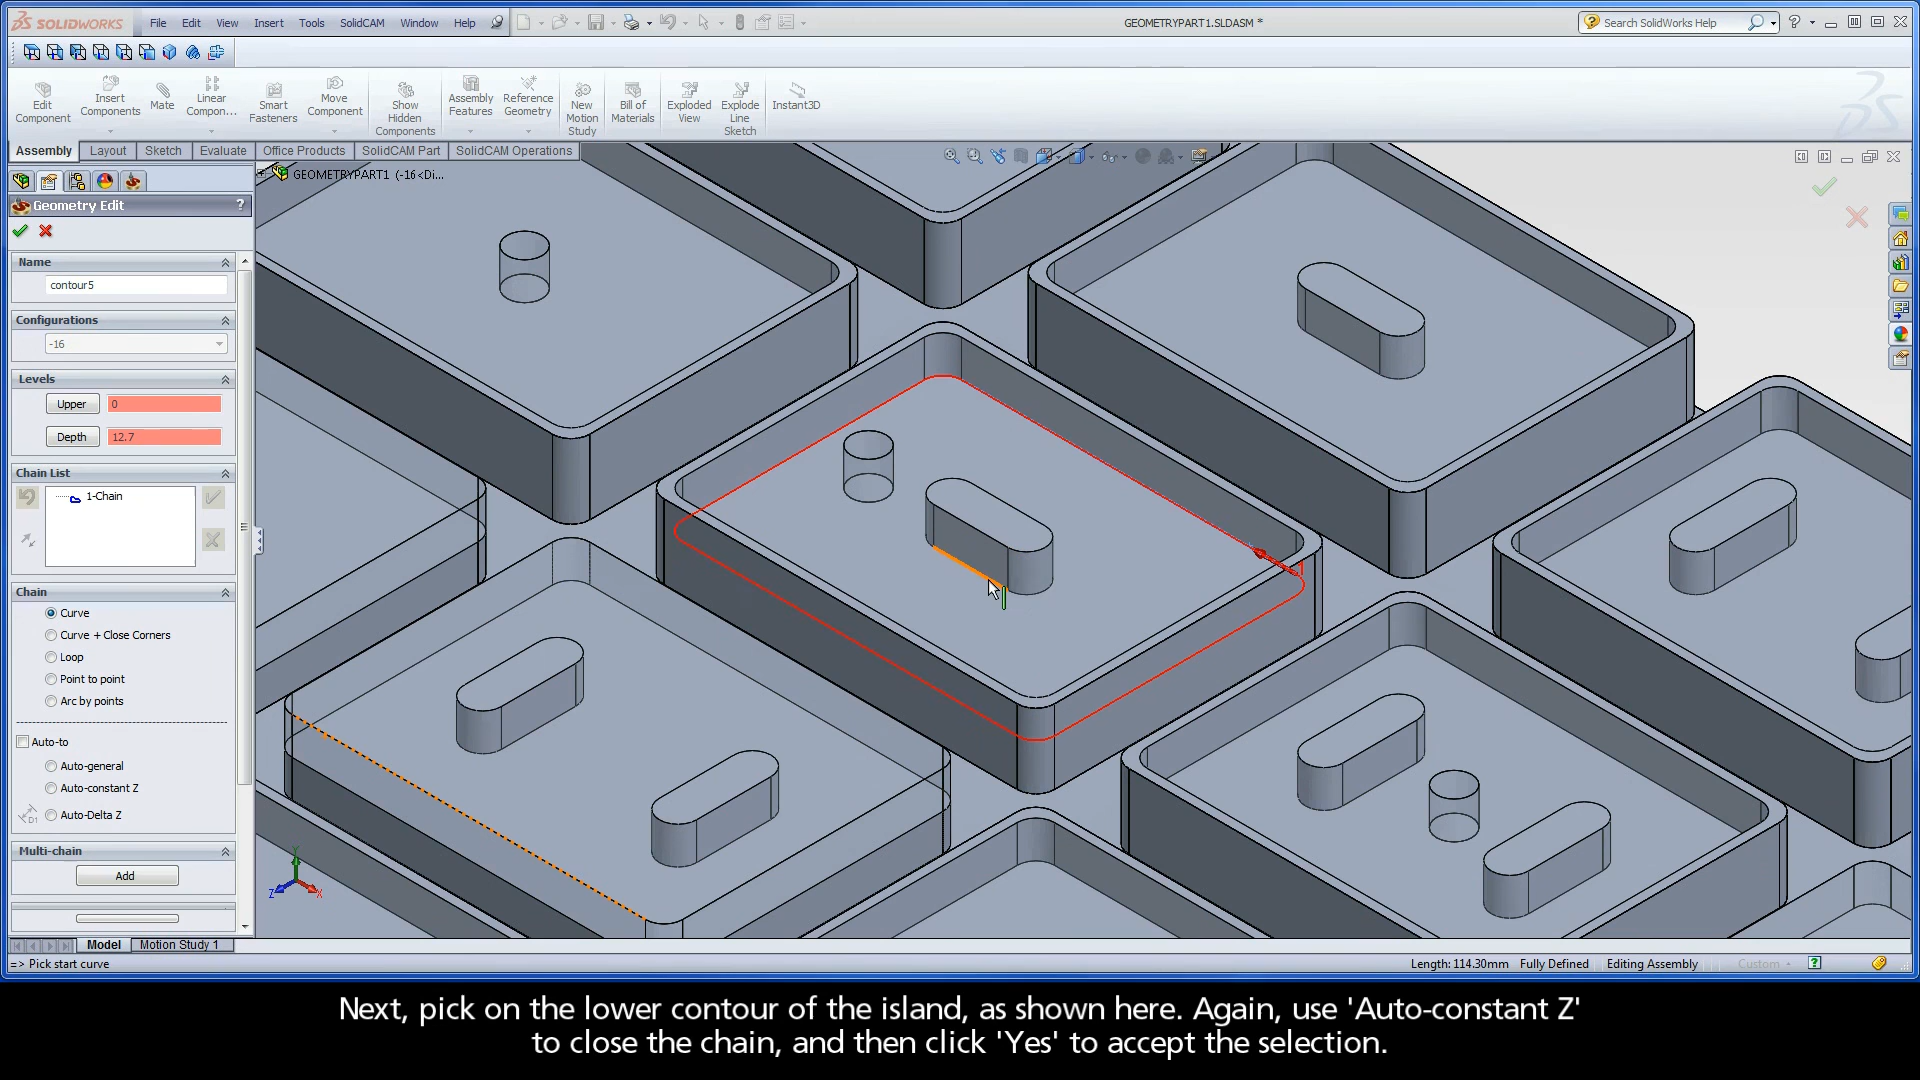 SOLIDWORKS File Edit View Insert Tools SolidCAM Window Help
GEOMETRYPART1.SLDASM *
Search SolidWorks Help
Edit Component
Insert Components
Mate
Linear Compon...
Smart Fasteners
Move Component
Show Hidden Components
Assembly Features
Reference Geometry
New Motion Study
Bill of Materials
Exploded View
Explode Line Sketch
Instant3D
Assembly Layout Sketch Evaluate Office Products SolidCAM Part SolidCAM Operations
GEOMETRYPART1 (-16<Di...
Geometry Edit ?
Name
contour5
Configurations
-16
Levels
Upper 0
Depth 12.7
Chain List
1-Chain
Chain
Curve
Curve + Close Corners
Loop
Point to point
Arc by points
Auto-to
Auto-general
Auto-constant Z
Auto-Delta Z
Multi-chain
Add
Y
Z X
Model Motion Study 1
=> Pick start curve
Length: 114.30mm Fully Defined Editing Assembly Custom
Next, pick on the lower contour of the island, as shown here. Again, use 'Auto-constant Z'
to close the chain, and then click 'Yes' to accept the selection.